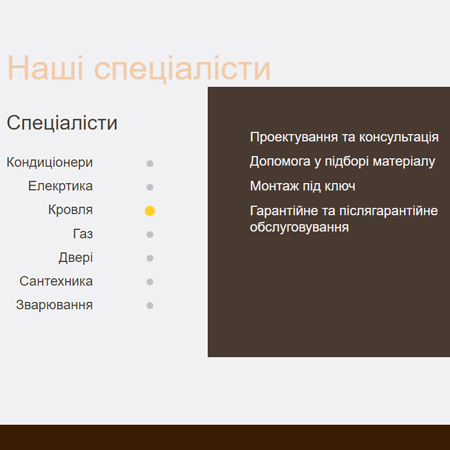 Наші спеціалісти
Спеціалісти
Кондиціонери
Елекртика
Кровля
Газ
Двері
Сантехника
Зварювання
Проектування та консультація
Допомога у підборі матеріалу
Монтаж під ключ
Гарантійне та післягарантійне
обслуговування